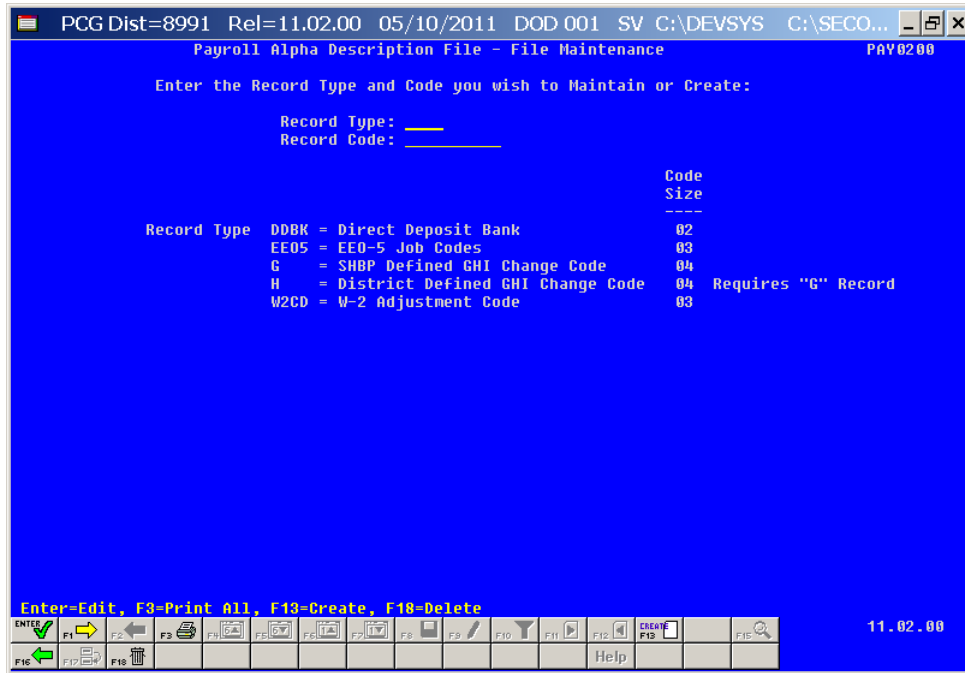 PCG Dist=8991 Rel=11.02.00 05/10/2011 DOD 001 SV C:\DEVSYS C:\SECO...
Payroll Alpha Description File - File Maintenance PAY0200
Enter the Record Type and Code you wish to Maintain or Create:
Record Type:
Record Code:
Code
Size
----
Record Type DDBK = Direct Deposit Bank 02
EEO5 = EEO-5 Job Codes 03
G = SHBP Defined GHI Change Code 04
H = District Defined GHI Change Code 04 Requires "G" Record
W2CD = W-2 Adjustment Code 03
Enter=Edit, F3=Print All, F13=Create, F18=Delete
ENTER F1 F2 F3 F4 F5 F6 F7 F8 F9 F10 F11 F12 CREATE F13 F15 11.02.00
F16 F17 F18 Help